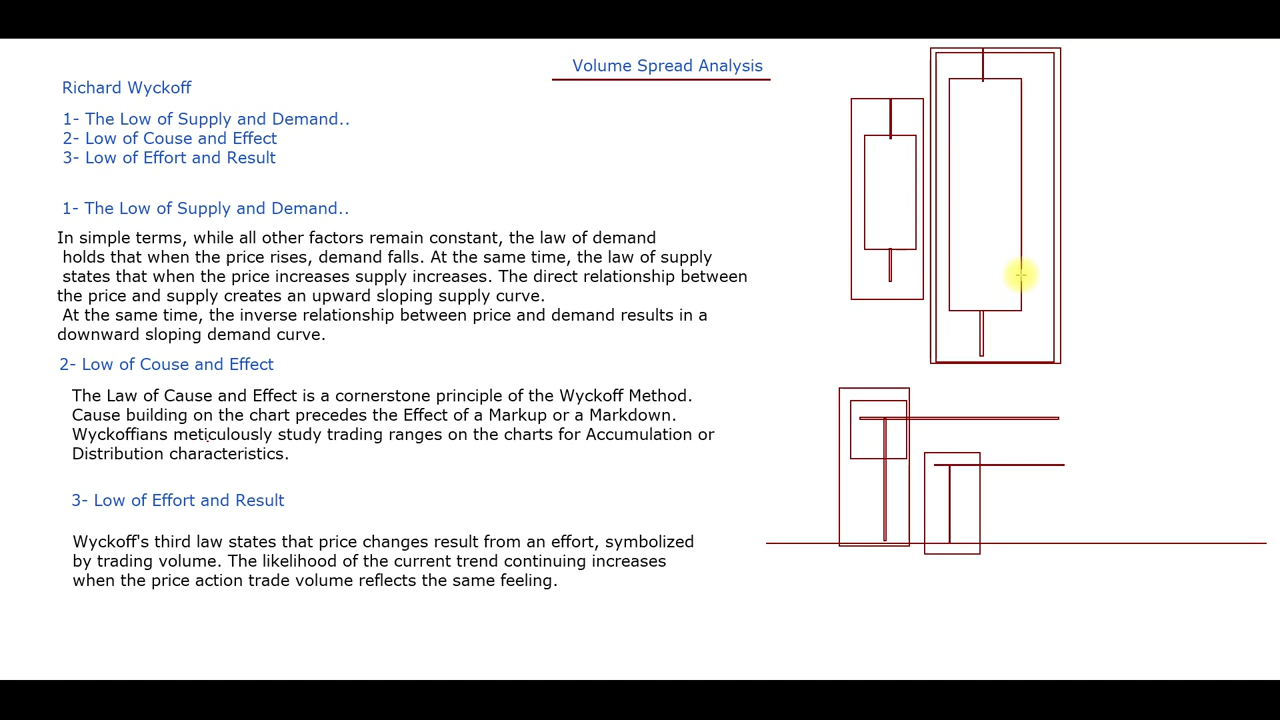 Volume Spread Analysis
Richard Wyckoff
1- The Low of Supply and Demand..
2- Low of Couse and Effect
3- Low of Effort and Result
1- The Low of Supply and Demand..
In simple terms, while all other factors remain constant, the law of demand
holds that when the price rises, demand falls. At the same time, the law of supply
states that when the price increases supply increases. The direct relationship between
the price and supply creates an upward sloping supply curve.
At the same time, the inverse relationship between price and demand results in a
downward sloping demand curve.
2- Low of Couse and Effect
The Law of Cause and Effect is a cornerstone principle of the Wyckoff Method.
Cause building on the chart precedes the Effect of a Markup or a Markdown.
Wyckoffians meticulously study trading ranges on the charts for Accumulation or
Distribution characteristics.
3- Low of Effort and Result
Wyckoff's third law states that price changes result from an effort, symbolized
by trading volume. The likelihood of the current trend continuing increases
when the price action trade volume reflects the same feeling.